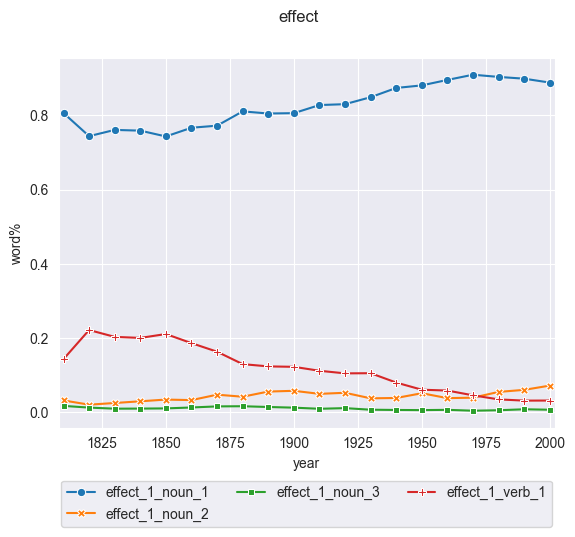 effect
0.8
0.6
0.4
0.2
0.0
word%
1825 1850 1875 1900 1925 1950 1975 2000
year
effect_1_noun_1 effect_1_noun_3 effect_1_verb_1
effect_1_noun_2